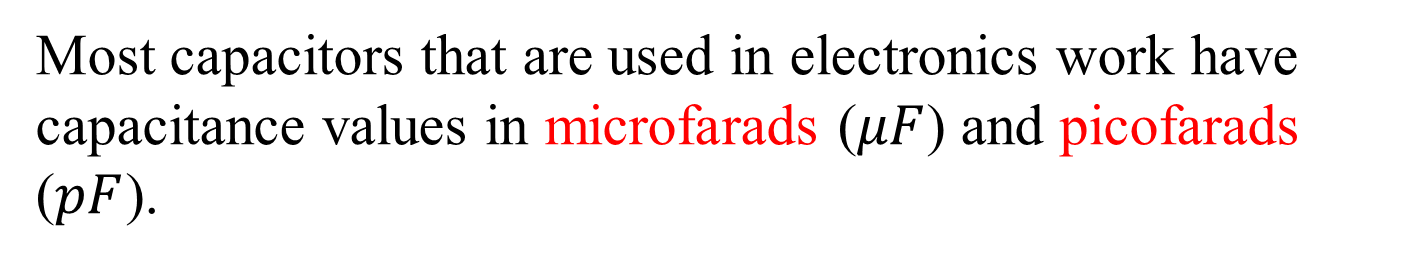 Most capacitors that are used in electronics work have
capacitance values in microfarads (μF) and picofarads
(pF).